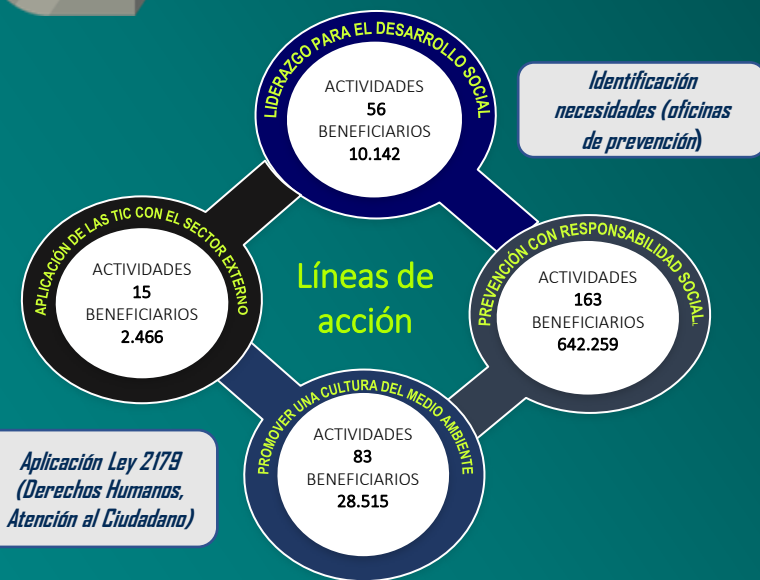 LIDERAZGO PARA EL DESARROLLO SOCIAL
ACTIVIDADES
56
BENEFICIARIOS
10.142
Identificación
necesidades (oficinas
de prevención)
APLICACIÓN DE LAS TIC CON EL SECTOR EXTERNO
ACTIVIDADES
15
BENEFICIARIOS
2.466
Líneas de
acción
PREVENCIÓN CON RESPONSABILIDAD SOCIAL.
ACTIVIDADES
163
BENEFICIARIOS
642.259
PROMOVER UNA CULTURA DEL MEDIO AMBIENTE
ACTIVIDADES
83
BENEFICIARIOS
28.515
Aplicación Ley 2179
(Derechos Humanos,
Atención al Ciudadano)